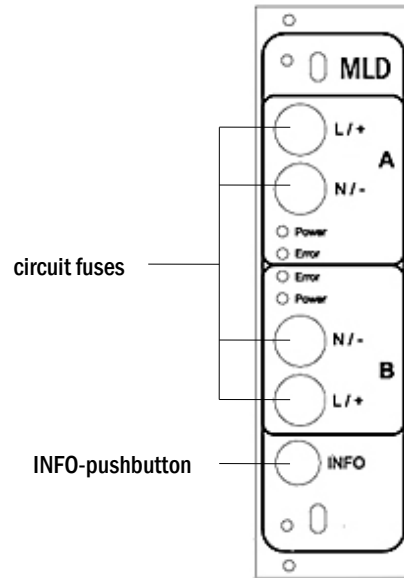 MLD
L / +
A
N / -
Power
Error
circuit fuses
Error
Power
N / -
B
L / +
INFO-pushbutton
INFO